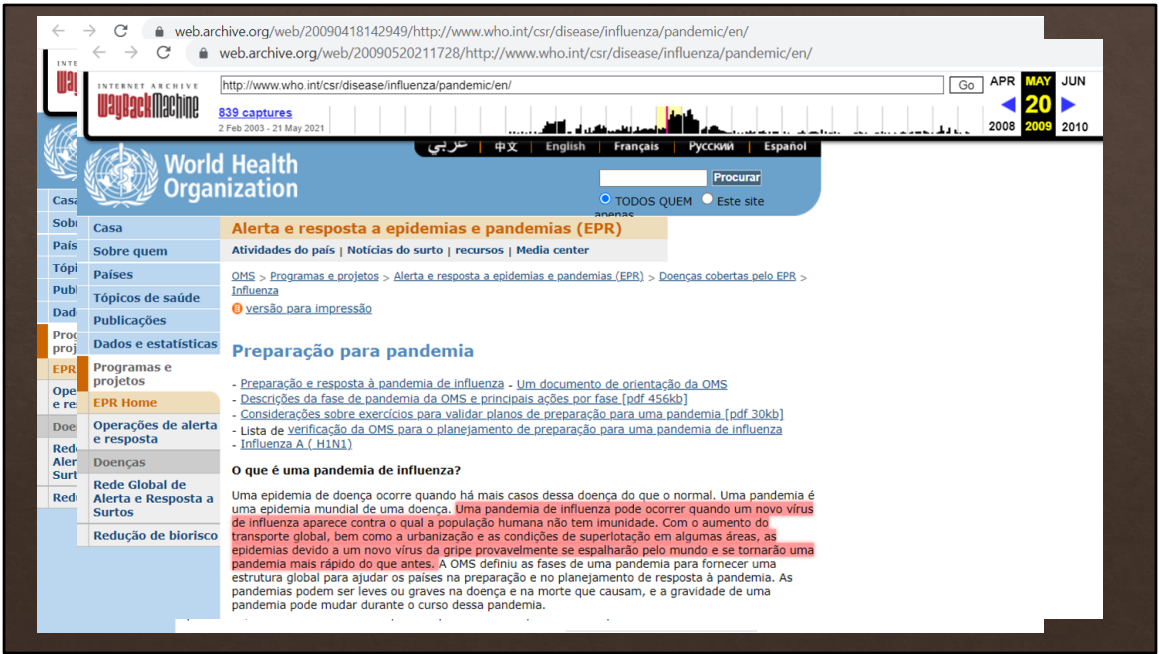 web.archive.org/web/20090418142949/http://www.who.int/csr/disease/influenza/pandemic/en/
web.archive.org/web/20090520211728/http://www.who.int/csr/disease/influenza/pandemic/en/
INTERNET ARCHIVE
WayBackMachine
http://www.who.int/csr/disease/influenza/pandemic/en/
Go
APR MAY JUN
839 captures
20
2 Feb 2003 - 21 May 2021
2008 2009 2010
عربي | 中文 | English | Français | Русский | Español
World Health
Organization
Procurar
TODOS QUEM Este site
apenas
Casa
Sobre quem
Países
Tópicos de saúde
Publicações
Dados e estatísticas
Programas e
projetos
EPR Home
Operações de alerta
e resposta
Doenças
Rede Global de
Alerta e Resposta a
Surtos
Redução de biorisco
Alerta e resposta a epidemias e pandemias (EPR)
Atividades do país | Notícias do surto | recursos | Media center
OMS > Programas e projetos > Alerta e resposta a epidemias e pandemias (EPR) > Doenças cobertas pelo EPR >
Influenza
versão para impressão
Preparação para pandemia
- Preparação e resposta à pandemia de influenza - Um documento de orientação da OMS
- Descrições da fase de pandemia da OMS e principais ações por fase [pdf 456kb]
- Considerações sobre exercícios para validar planos de preparação para uma pandemia [pdf 30kb]
- Lista de verificação da OMS para o planejamento de preparação para uma pandemia de influenza
- Influenza A ( H1N1)
O que é uma pandemia de influenza?
Uma epidemia de doença ocorre quando há mais casos dessa doença do que o normal. Uma pandemia é
uma epidemia mundial de uma doença. Uma pandemia de influenza pode ocorrer quando um novo vírus
de influenza aparece contra o qual a população humana não tem imunidade. Com o aumento do
transporte global, bem como a urbanização e as condições de superlotação em algumas áreas, as
epidemias devido a um novo vírus da gripe provavelmente se espalharão pelo mundo e se tornarão uma
pandemia mais rápido do que antes. A OMS definiu as fases de uma pandemia para fornecer uma
estrutura global para ajudar os países na preparação e no planejamento de resposta à pandemia. As
pandemias podem ser leves ou graves na doença e na morte que causam, e a gravidade de uma
pandemia pode mudar durante o curso dessa pandemia.